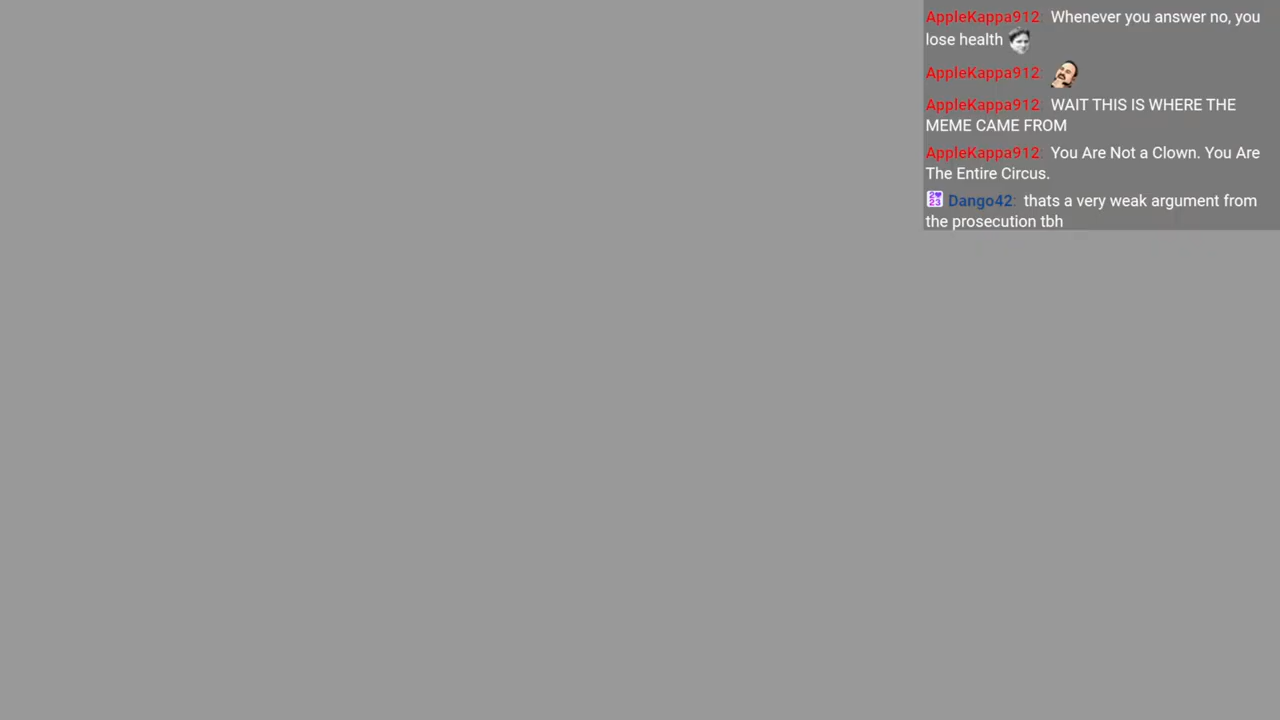 AppleKappa912: Whenever you answer no, you
lose health
AppleKappa912:
AppleKappa912: WAIT THIS IS WHERE THE
MEME CAME FROM
AppleKappa912: You Are Not a Clown. You Are
The Entire Circus.
Dango42: thats a very weak argument from
the prosecution tbh